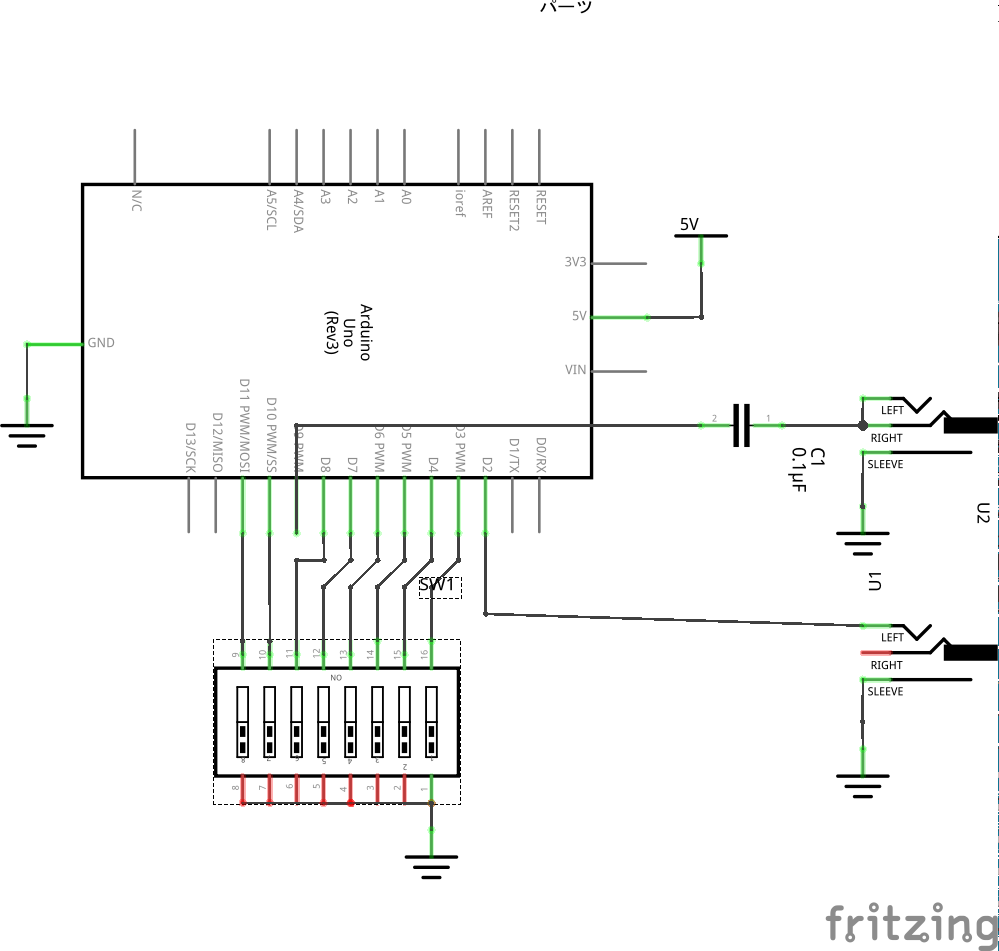 パーツ
N/C
A5/SCL
A4/SDA
A3
A2
A1
A0
ioref
AREF
RESET2
RESET
5V
3V3
5V
VIN
Arduino
Uno
(Rev3)
GND
D13/SCK
D12/MISO
D11 PWM/MOSI
D10 PWM/SS
D9 PWM
D8
D7
D6 PWM
D5 PWM
D4
D3 PWM
D2
D1/TX
D0/RX
2
1
C1
0.1µF
LEFT
RIGHT
SLEEVE
U2
U1
LEFT
RIGHT
SLEEVE
SW1
9
10
11
12
13
14
15
16
ON
8
7
6
5
4
3
2
1
fritzing